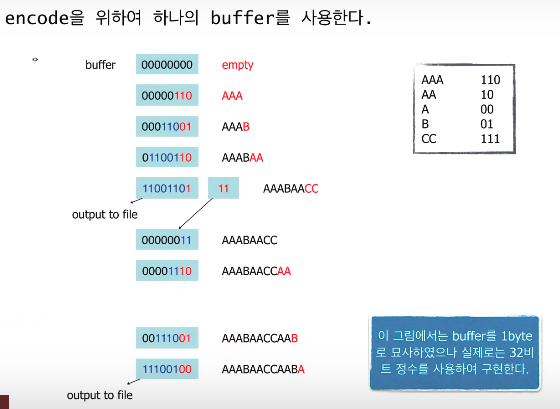 encode을 위하여 하나의 buffer를 사용한다.
buffer 00000000 empty
00000110 AAA
00011001 AAAB
01100110 AAABAA
11001101 11 AAABAACC
output to file
00000011 AAABAACC
00001110 AAABAACCAA
00111001 AAABAACCAAB
11100100 AAABAACCAABA
output to file
AAA 110
AA 10
A 00
B 01
CC 111
이 그림에서는 buffer를 1byte
로 묘사하였으나 실제로는 32비
트 정수를 사용하여 구현한다.